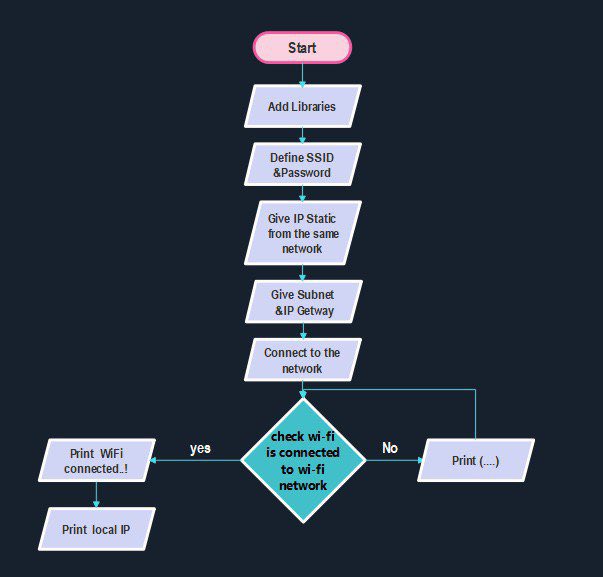 Start
Add Libraries
Define SSID
&Password
Give IP Static
from the same
network
Give Subnet
&IP Getway
Connect to the
network
check wi-fi
is connected
to wi-fi
network
yes
No
Print WiFi
connected..!
Print (....)
Print local IP